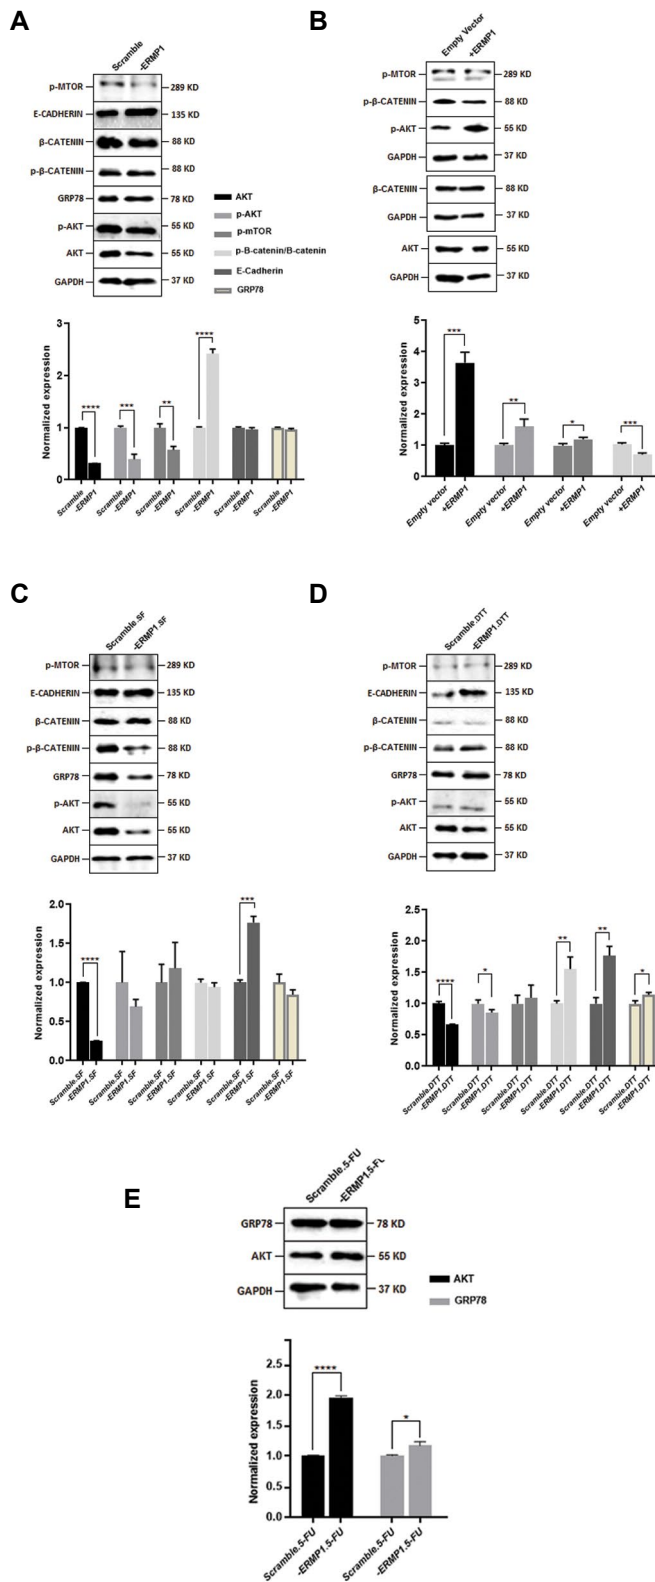 A
Scramble
-ERMP1
p-MTOR
289 KD
E-CADHERIN
135 KD
β-CATENIN
88 KD
p-β-CATENIN
88 KD
GRP78
78 KD
p-AKT
55 KD
AKT
55 KD
GAPDH
37 KD
AKT
p-AKT
p-mTOR
p-B-catenin/B-catenin
E-Cadherin
GRP78
Normalized expression
3
2
1
0
****
***
**
****
Scramble
-ERMP1
Scramble
-ERMP1
Scramble
-ERMP1
Scramble
-ERMP1
Scramble
-ERMP1
Scramble
-ERMP1
B
Empty Vector
+ERMP1
p-MTOR
289 KD
p-β-CATENIN
88 KD
p-AKT
55 KD
GAPDH
37 KD
β-CATENIN
88 KD
GAPDH
37 KD
AKT
55 KD
GAPDH
37 KD
Normalized expression
5
4
3
2
1
0
***
**
*
***
Empty vector
+ERMP1
Empty vector
+ERMP1
Empty vector
+ERMP1
Empty vector
+ERMP1
C
Scramble.SF
-ERMP1.SF
p-MTOR
289 KD
E-CADHERIN
135 KD
β-CATENIN
88 KD
p-β-CATENIN
88 KD
GRP78
78 KD
p-AKT
55 KD
AKT
55 KD
GAPDH
37 KD
Normalized expression
2.0
1.5
1.0
0.5
0.0
****
***
Scramble.SF
-ERMP1.SF
Scramble.SF
-ERMP1.SF
Scramble.SF
-ERMP1.SF
Scramble.SF
-ERMP1.SF
Scramble.SF
-ERMP1.SF
Scramble.SF
-ERMP1.SF
D
Scramble.DTT
-ERMP1.DTT
p-MTOR
289 KD
E-CADHERIN
135 KD
β-CATENIN
88 KD
p-β-CATENIN
88 KD
GRP78
78 KD
p-AKT
55 KD
AKT
55 KD
GAPDH
37 KD
Normalized expression
2.5
2.0
1.5
1.0
0.5
0.0
****
*
**
**
*
Scramble.DTT
-ERMP1.DTT
Scramble.DTT
-ERMP1.DTT
Scramble.DTT
-ERMP1.DTT
Scramble.DTT
-ERMP1.DTT
Scramble.DTT
-ERMP1.DTT
Scramble.DTT
-ERMP1.DTT
E
Scramble.5-FU
-ERMP1.5-FU
GRP78
78 KD
AKT
55 KD
GAPDH
37 KD
AKT
GRP78
Normalized expression
2.5
2.0
1.5
1.0
0.5
0.0
****
*
Scramble.5-FU
-ERMP1.5-FU
Scramble.5-FU
-ERMP1.5-FU